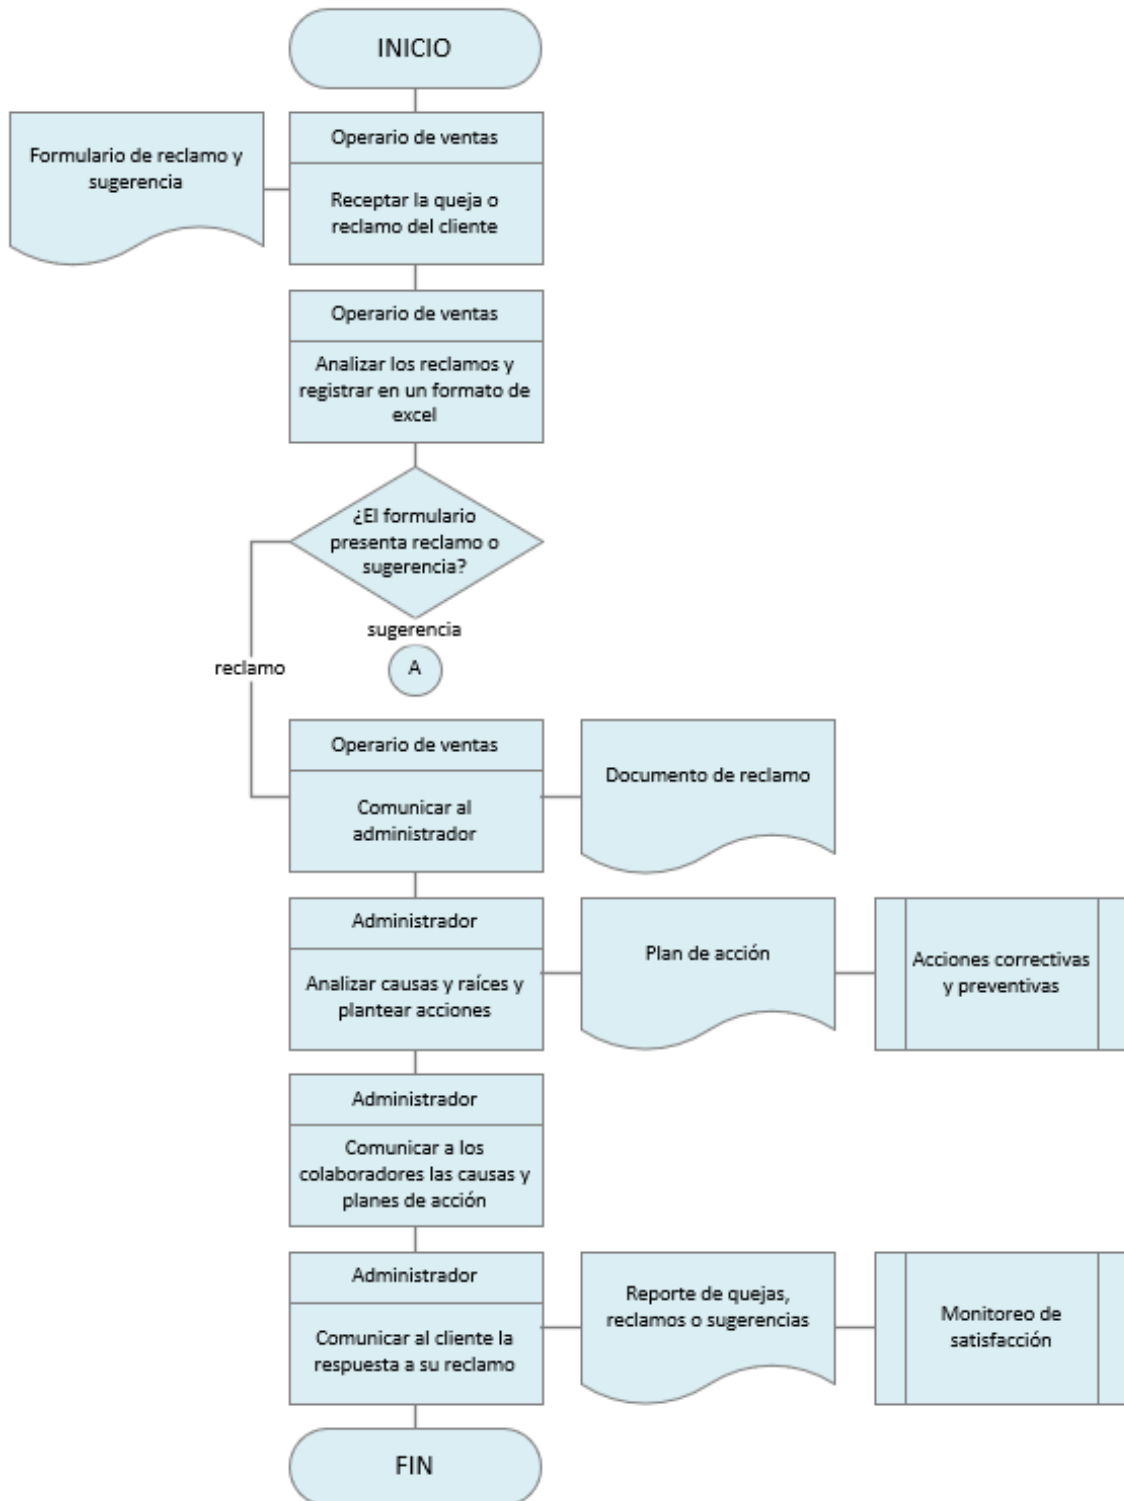 INICIO
Formulario de reclamo y
sugerencia
Operario de ventas
Receptar la queja o
reclamo del cliente
Operario de ventas
Analizar los reclamos y
registrar en un formato de
excel
¿El formulario
presenta reclamo o
sugerencia?
sugerencia
reclamo
A
Operario de ventas
Comunicar al
administrador
Documento de reclamo
Administrador
Analizar causas y raíces y
plantear acciones
Plan de acción
Acciones correctivas
y preventivas
Administrador
Comunicar a los
colaboradores las causas y
planes de acción
Administrador
Comunicar al cliente la
respuesta a su reclamo
Reporte de quejas,
reclamos o sugerencias
Monitoreo de
satisfacción
FIN